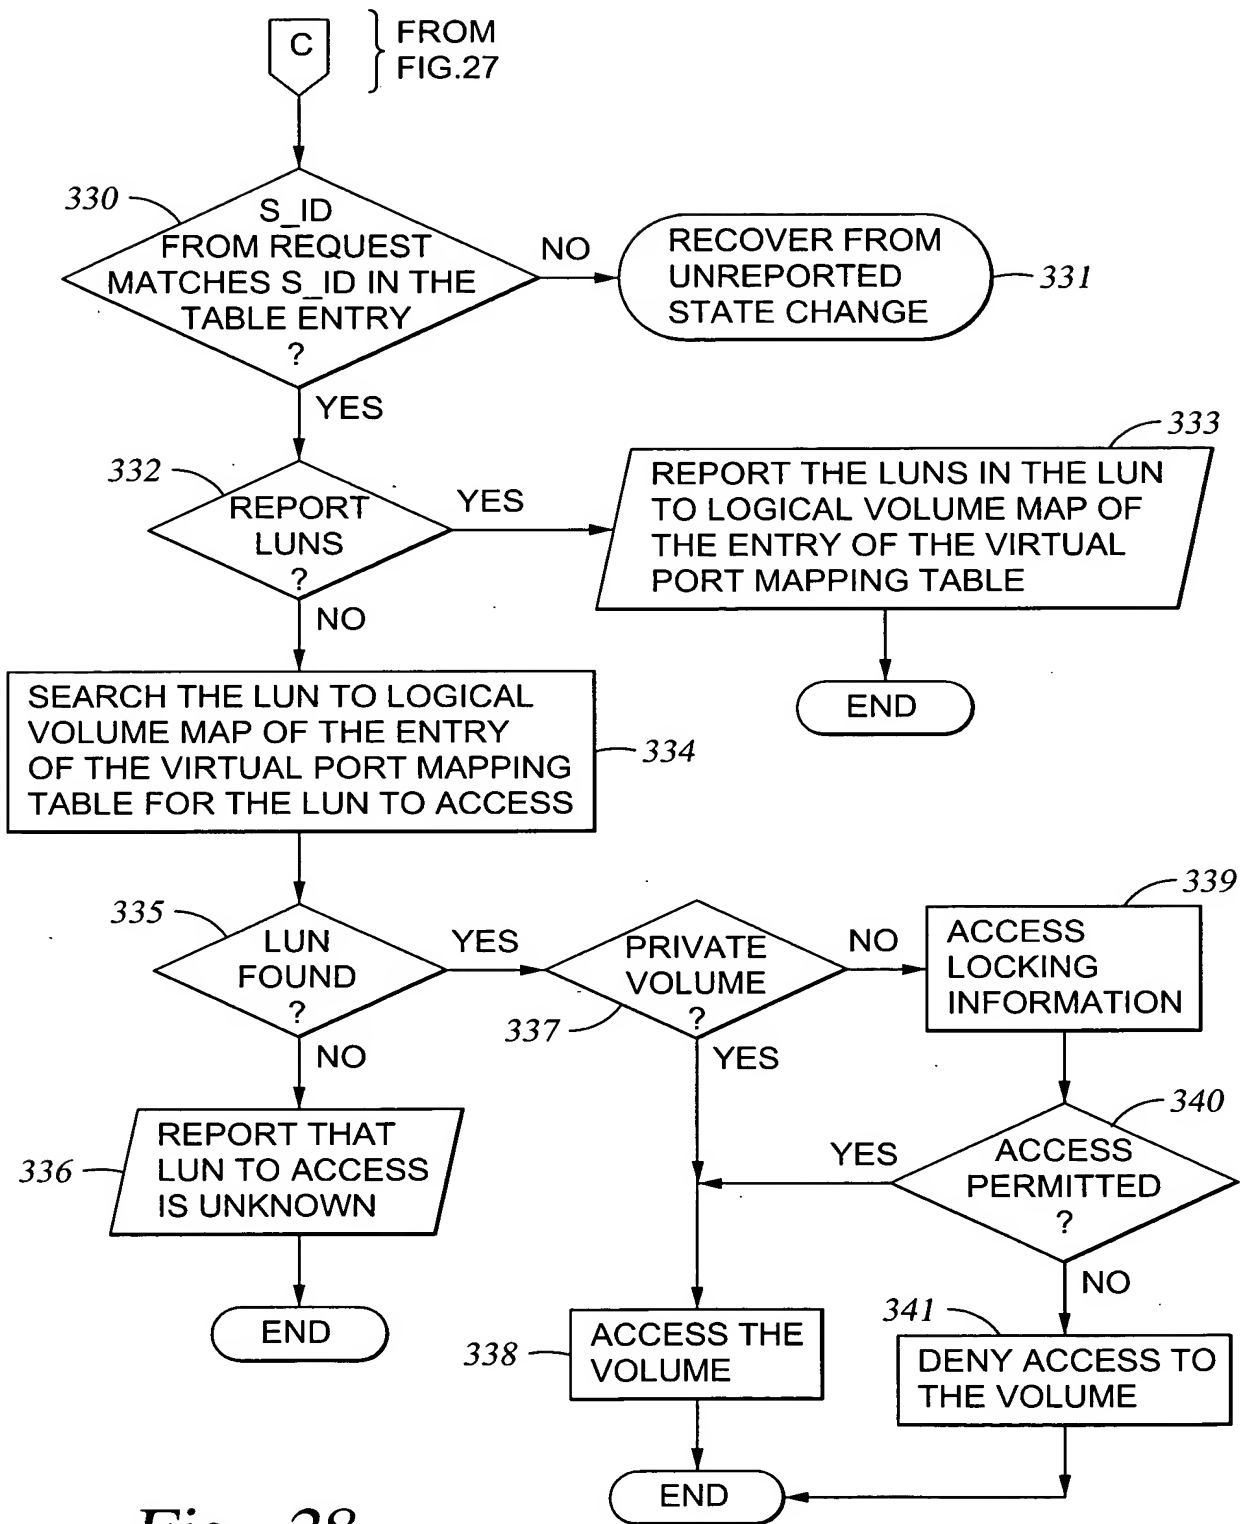 C
FROM
FIG.27
330
S_ID
FROM REQUEST
MATCHES S_ID IN THE
TABLE ENTRY
?
NO
RECOVER FROM
UNREPORTED
STATE CHANGE
331
YES
332
REPORT
LUNS
?
YES
333
REPORT THE LUNS IN THE LUN
TO LOGICAL VOLUME MAP OF
THE ENTRY OF THE VIRTUAL
PORT MAPPING TABLE
END
NO
SEARCH THE LUN TO LOGICAL
VOLUME MAP OF THE ENTRY
OF THE VIRTUAL PORT MAPPING
TABLE FOR THE LUN TO ACCESS
334
335
LUN
FOUND
?
YES
PRIVATE
VOLUME
?
337
NO
339
ACCESS
LOCKING
INFORMATION
NO
YES
336
REPORT THAT
LUN TO ACCESS
IS UNKNOWN
END
340
ACCESS
PERMITTED
?
YES
NO
338
ACCESS THE
VOLUME
341
DENY ACCESS TO
THE VOLUME
END
Fig. 28